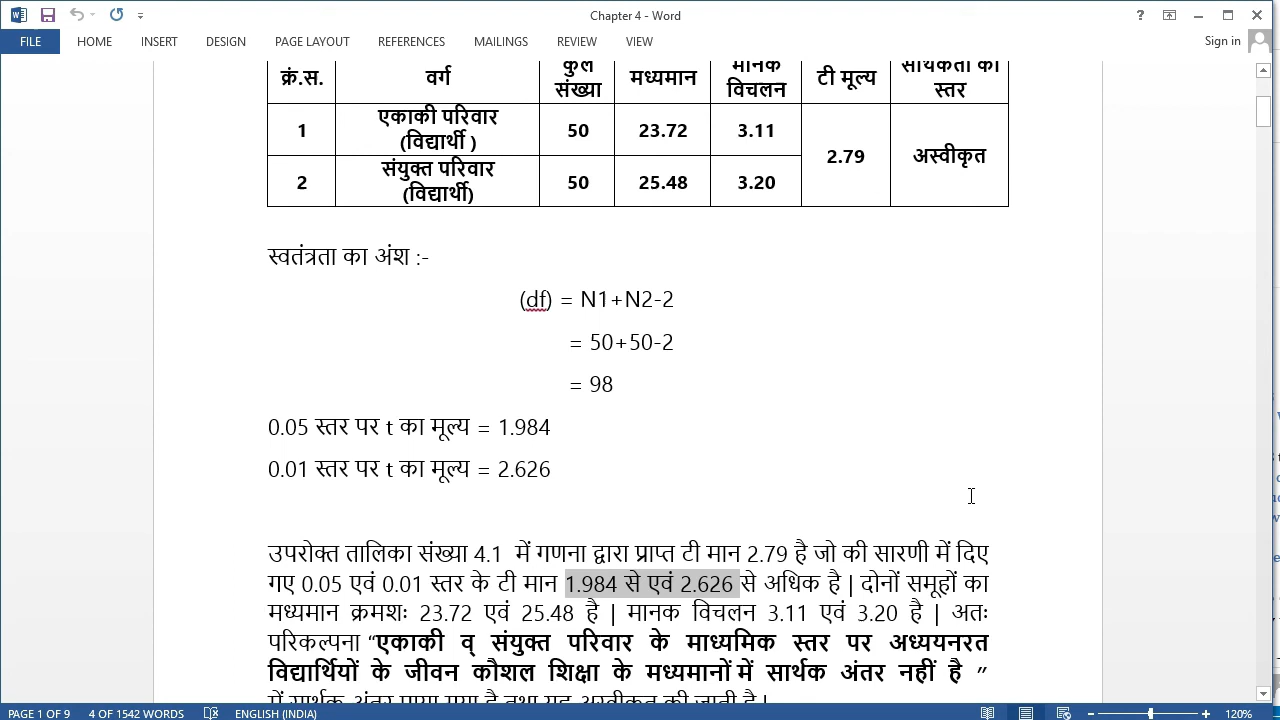 Chapter 4 - Word
FILE HOME INSERT DESIGN PAGE LAYOUT REFERENCES MAILINGS REVIEW VIEW Sign in
क्रं.स. वर्ग कुल संख्या मध्यमान मानक विचलन टी मूल्य सार्थकता का स्तर
1 एकाकी परिवार (विद्यार्थी ) 50 23.72 3.11 2.79 अस्वीकृत
2 संयुक्त परिवार (विद्यार्थी) 50 25.48 3.20
स्वतंत्रता का अंश :-
(df) = N1+N2-2
= 50+50-2
= 98
0.05 स्तर पर t का मूल्य = 1.984
0.01 स्तर पर t का मूल्य = 2.626
उपरोक्त तालिका संख्या 4.1 में गणना द्वारा प्राप्त टी मान 2.79 है जो की सारणी में दिए
गए 0.05 एवं 0.01 स्तर के टी मान 1.984 से एवं 2.626 से अधिक है | दोनों समूहों का
मध्यमान क्रमशः 23.72 एवं 25.48 है | मानक विचलन 3.11 एवं 3.20 है | अतः
परिकल्पना “एकाकी व् संयुक्त परिवार के माध्यमिक स्तर पर अध्ययनरत
विद्यार्थियों के जीवन कौशल शिक्षा के मध्यमानों में सार्थक अंतर नहीं है ”
में सार्थक अंतर पाया गया है तथा यह अस्वीकृत की जाती है |
PAGE 1 OF 9 4 OF 1542 WORDS ENGLISH (INDIA) 120%